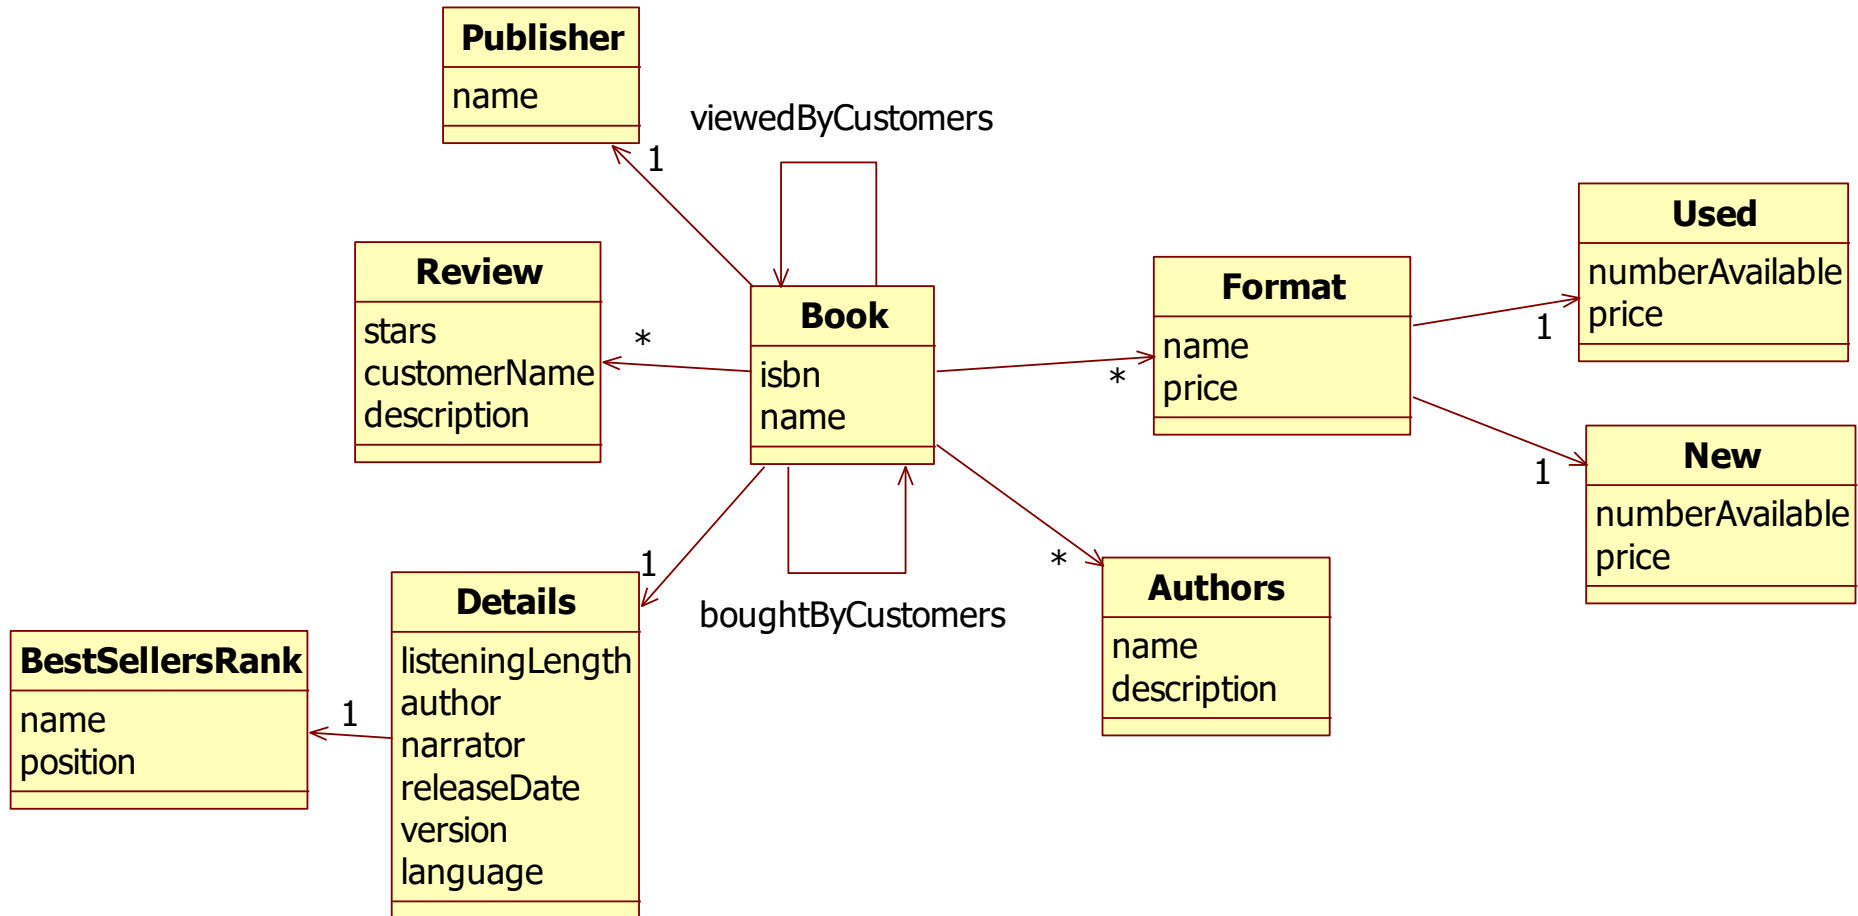 Publisher
name
viewedByCustomers
1
Used
numberAvailable
price
1
Review
stars
customerName
description
*
Book
isbn
name
*
Format
name
price
New
numberAvailable
price
1
1
boughtByCustomers
*
Authors
name
description
Details
listeningLength
author
narrator
releaseDate
version
language
BestSellersRank
name
position
1